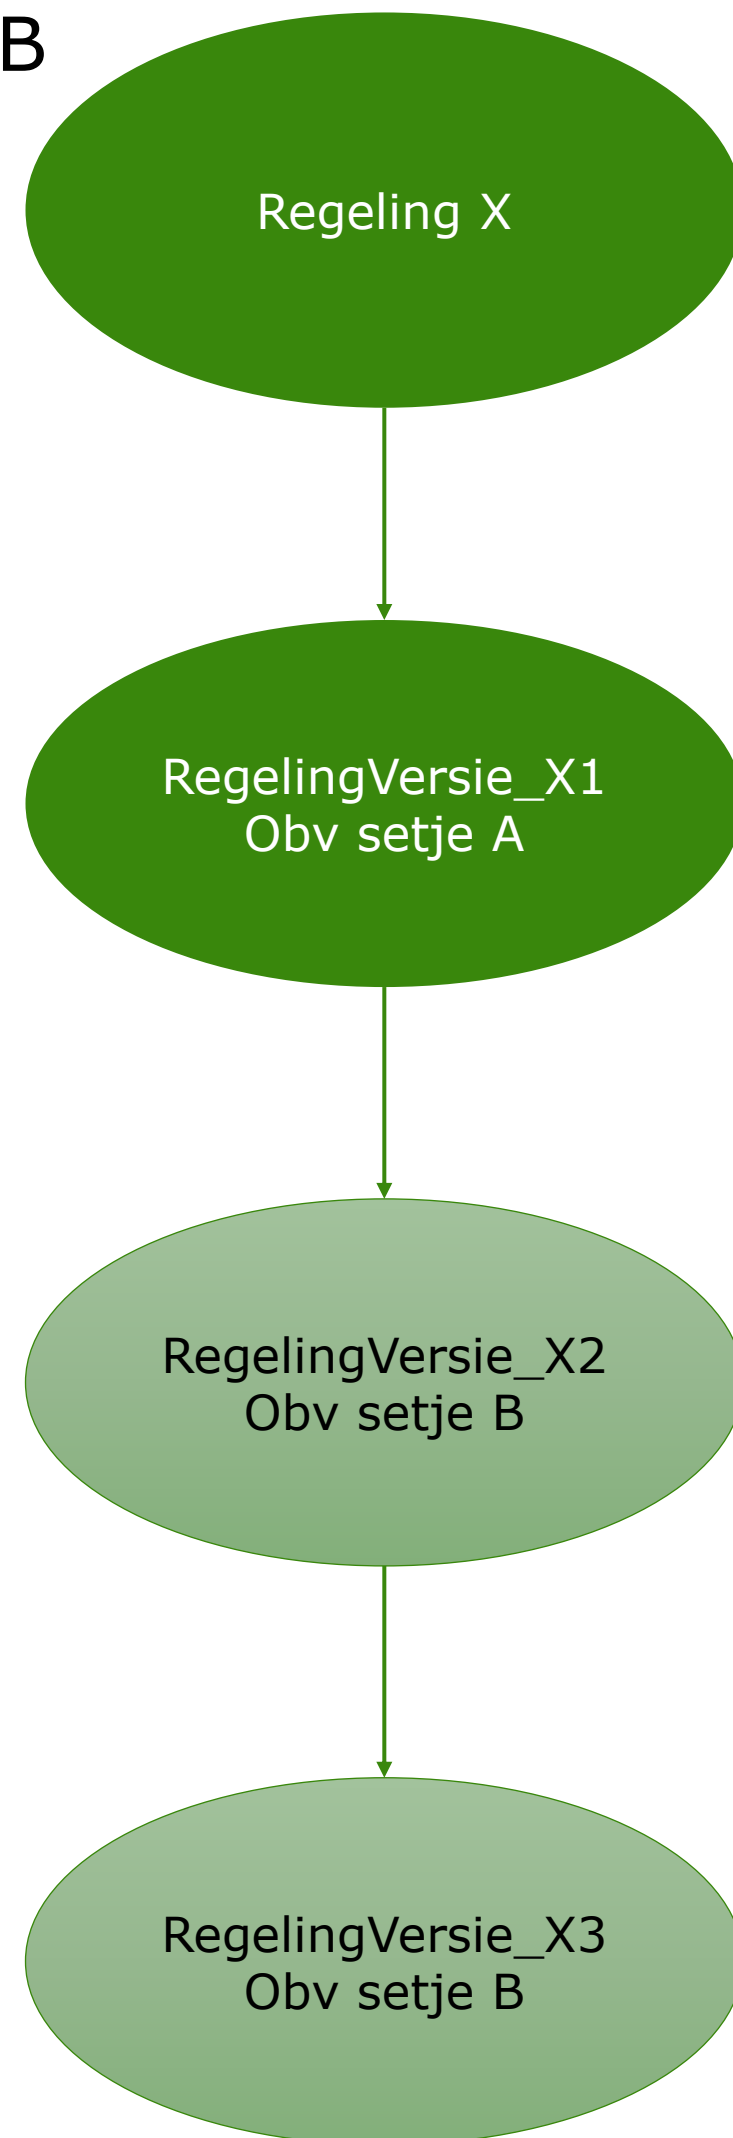 B
Regeling X
RegelingVersie_X1
Obv setje A
RegelingVersie_X2
Obv setje B
RegelingVersie_X3
Obv setje B